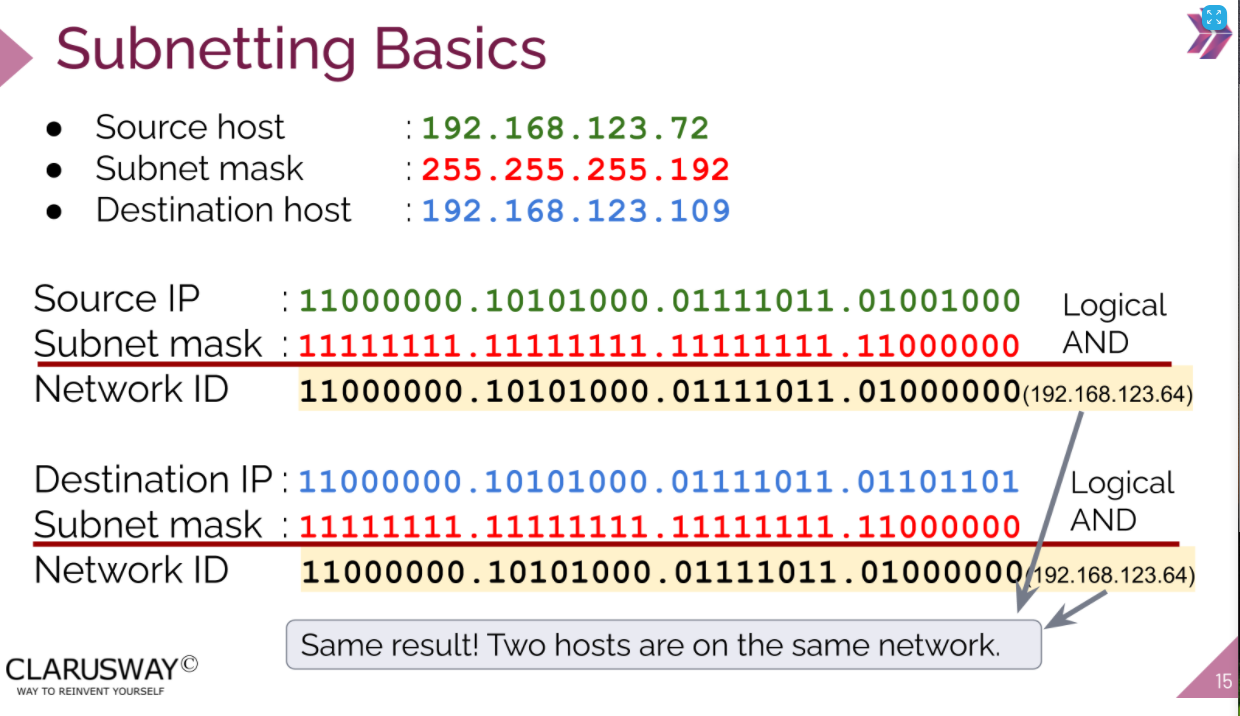 Subnetting Basics
● Source host : 192.168.123.72
● Subnet mask : 255.255.255.192
● Destination host : 192.168.123.109
Source IP : 11000000.10101000.01111011.01001000
Logical
AND
Subnet mask : 11111111.11111111.11111111.11000000
Network ID 11000000.10101000.01111011.01000000(192.168.123.64)
Destination IP : 11000000.10101000.01111011.01101101
Logical
AND
Subnet mask : 11111111.11111111.11111111.11000000
Network ID 11000000.10101000.01111011.01000000(192.168.123.64)
Same result! Two hosts are on the same network.
CLARUSWAY©
WAY TO REINVENT YOURSELF
15